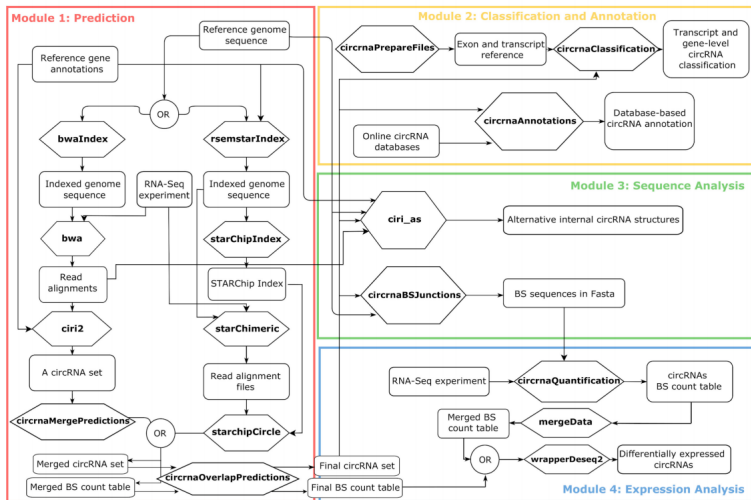 Module 1: Prediction
Reference genome
sequence
Reference gene
annotations
OR
bwaIndex
rsemstarIndex
Indexed genome
sequence
RNA-Seq
experiment
Indexed genome
sequence
bwa
starChipIndex
Read
alignments
STARChip Index
ciri2
starChimeric
A circRNA set
Read alignment
files
circrnaMergePredictions
OR
starchipCircle
Merged circRNA set
Merged BS count table
circrnaOverlapPredictions
Final circRNA set
Final BS count table
Module 2: Classification and Annotation
circrnaPrepareFiles
Exon and transcript
reference
circrnaClassification
Transcript and
gene-level
circRNA
classification
circrnaAnnotations
Online circRNA
databases
Database-based
circRNA annotation
Module 3: Sequence Analysis
ciri_as
Alternative internal circRNA structures
circrnaBSJunctions
BS sequences in Fasta
RNA-Seq experiment
circrnaQuantification
circRNAs
BS count table
Merged BS
count table
mergeData
OR
wrapperDeseq2
Differentially expressed
circRNAs
Module 4: Expression Analysis